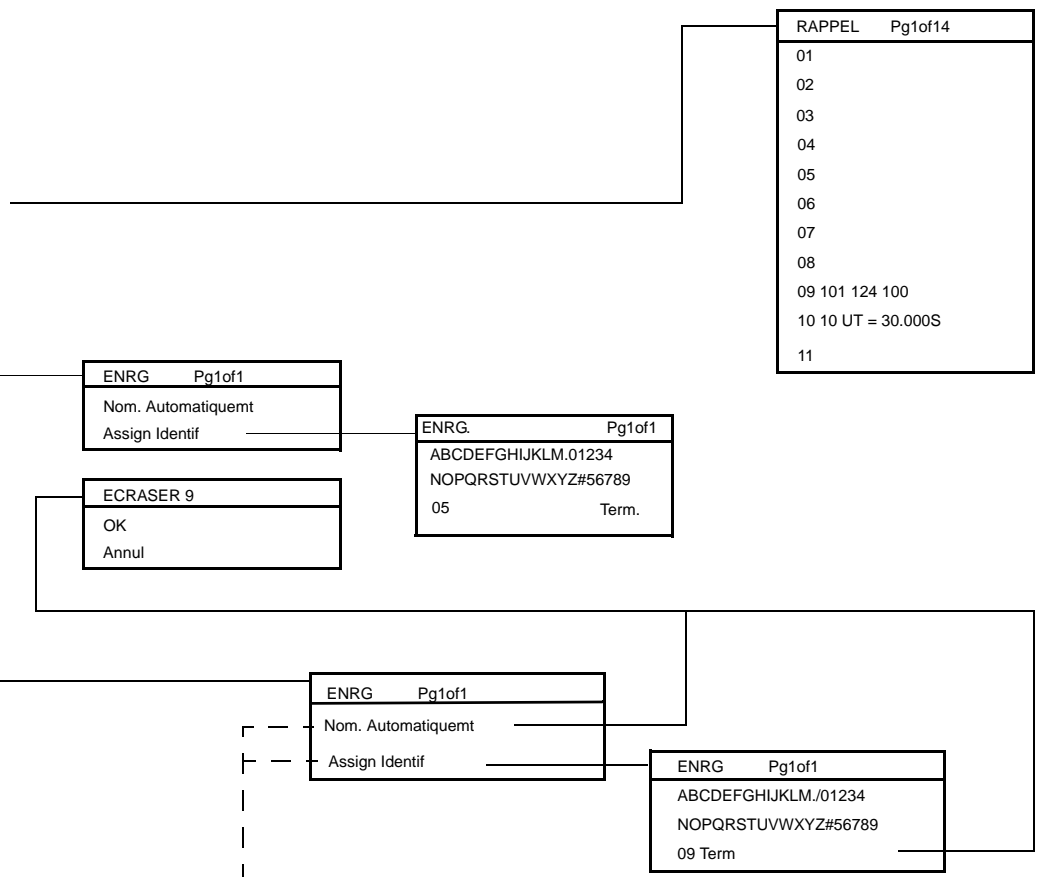 RAPPEL Pg1of14
01
02
03
04
05
06
07
08
09 101 124 100
10 10 UT = 30.000S
11
ENRG Pg1of1
Nom. Automatiquemt
Assign Identif
ENRG. Pg1of1
ABCDEFGHIJKLM.01234
NOPQRSTUVWXYZ#56789
05 Term.
ECRASER 9
OK
Annul
ENRG Pg1of1
Nom. Automatiquemt
Assign Identif
ENRG Pg1of1
ABCDEFGHIJKLM./01234
NOPQRSTUVWXYZ#56789
09 Term